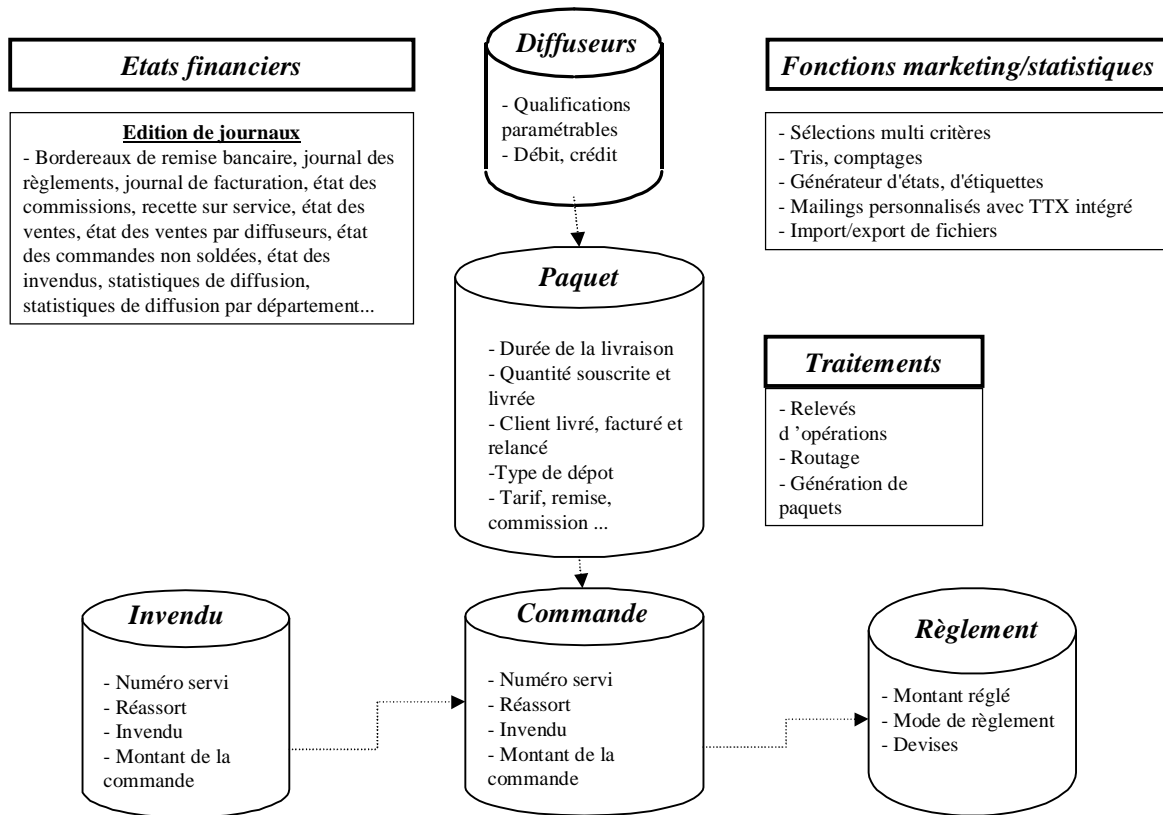 Etats financiers
Edition de journaux
- Bordereaux de remise bancaire, journal des
règlements, journal de facturation, état des
commissions, recette sur service, état des
ventes, état des ventes par diffuseurs, état
des commandes non soldées, état des
invendus, statistiques de diffusion,
statistiques de diffusion par département...
Diffuseurs
- Qualifications
paramétrables
- Débit, crédit
Fonctions marketing/statistiques
- Sélections multi critères
- Tris, comptages
- Générateur d'états, d'étiquettes
- Mailings personnalisés avec TTX intégré
- Import/export de fichiers
Paquet
- Durée de la livraison
- Quantité souscrite et
livrée
- Client livré, facturé et
relancé
-Type de dépot
- Tarif, remise,
commission ...
Traitements
- Relevés
d ’opérations
- Routage
- Génération de
paquets
Invendu
- Numéro servi
- Réassort
- Invendu
- Montant de la
commande
Commande
- Numéro servi
- Réassort
- Invendu
- Montant de la
commande
Règlement
- Montant réglé
- Mode de règlement
- Devises